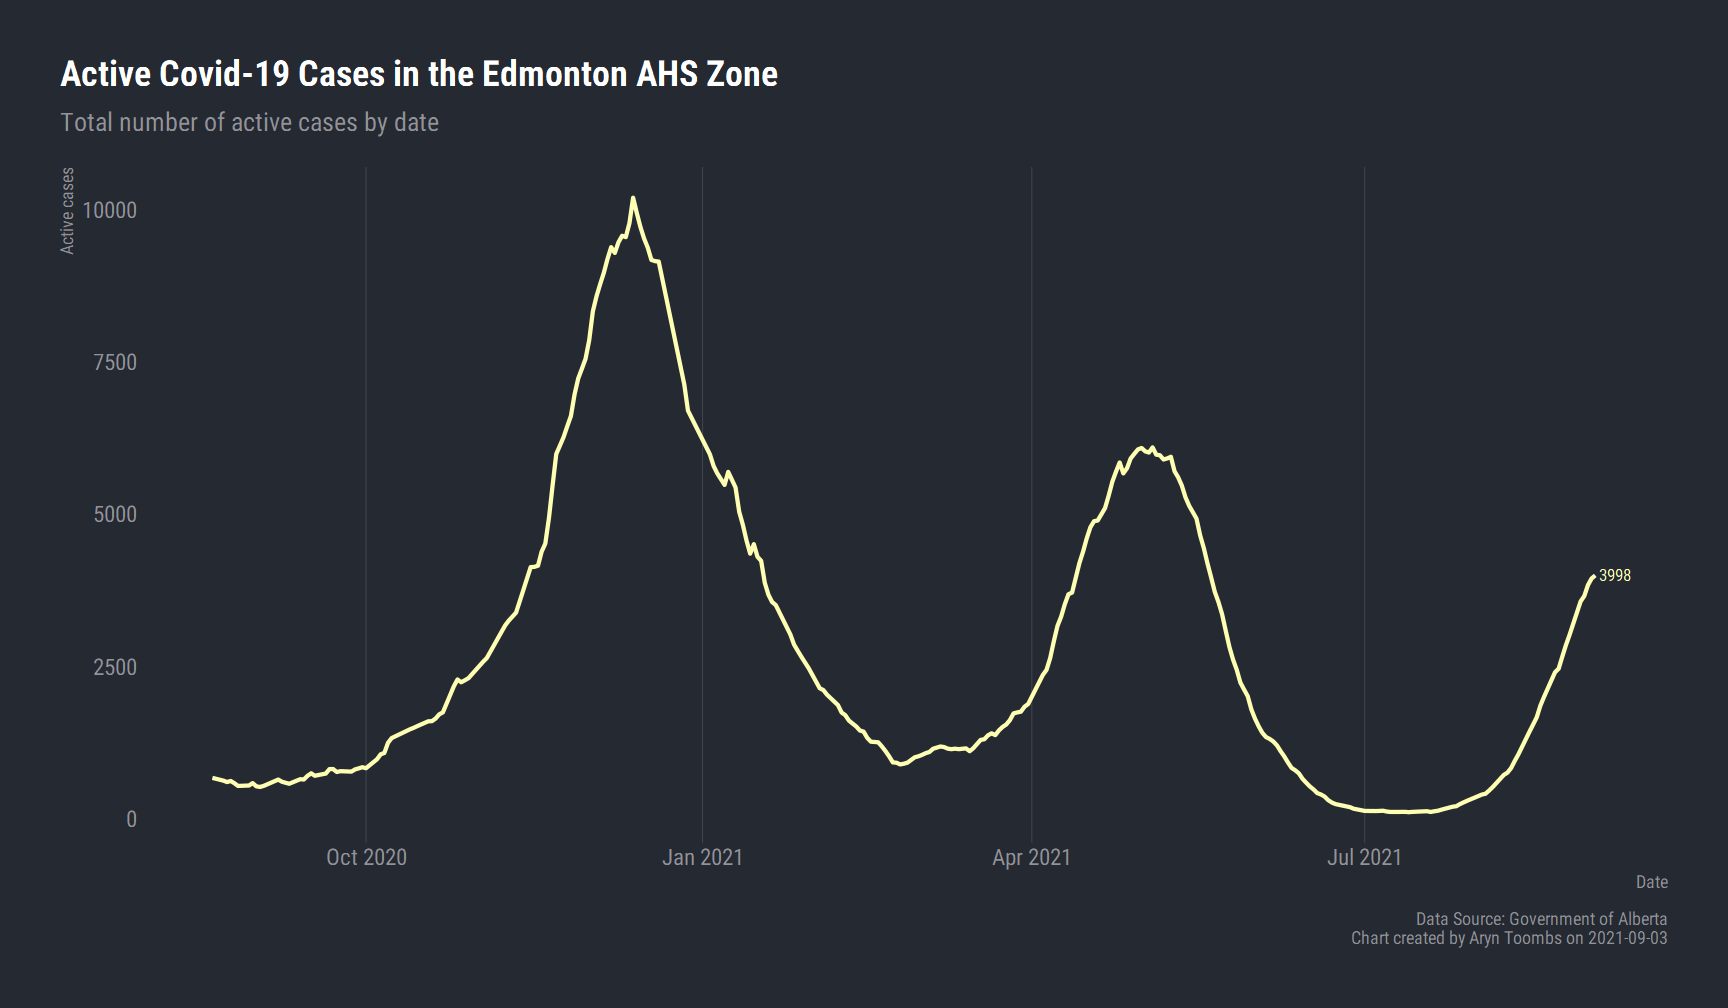 Active Covid-19 Cases in the Edmonton AHS Zone
Total number of active cases by date
Active cases
10000
7500
5000
2500
0
3998
Oct 2020
Jan 2021
Apr 2021
Jul 2021
Date
Data Source: Government of Alberta
Chart created by Aryn Toombs on 2021-09-03